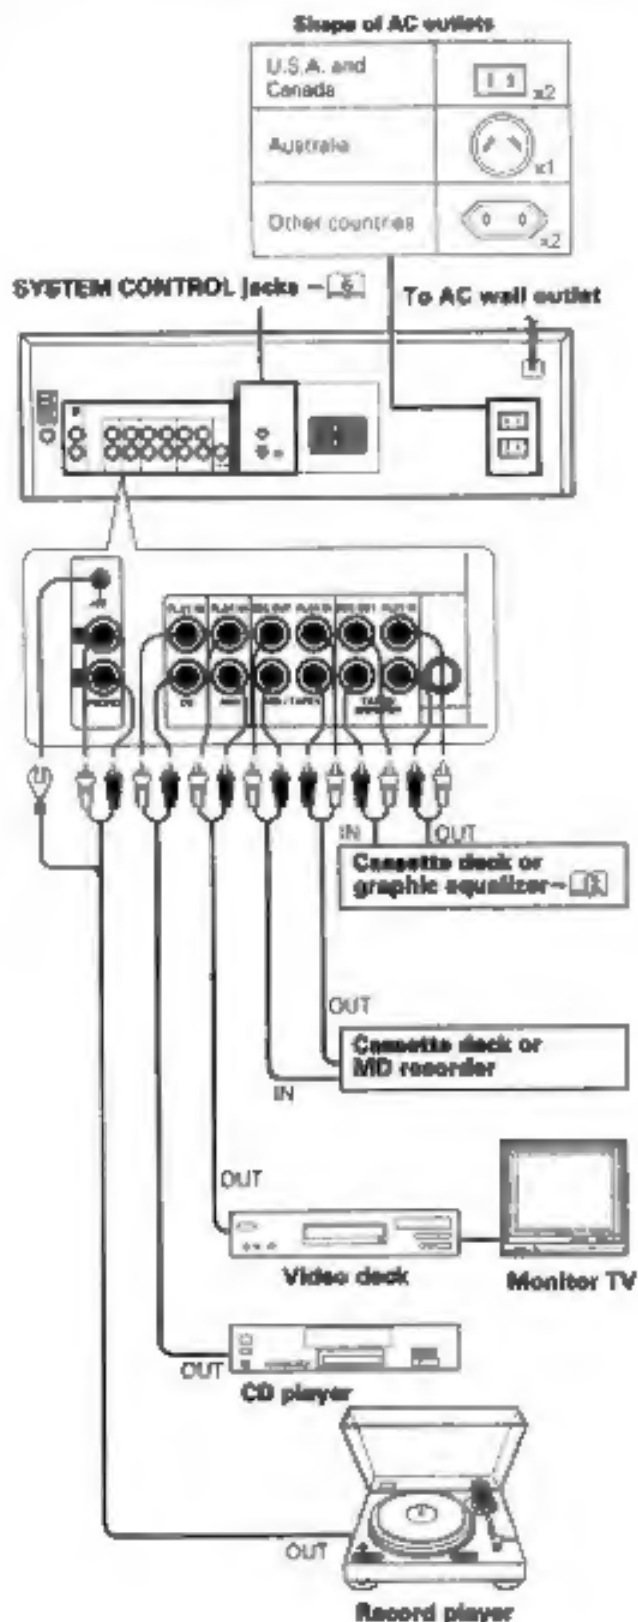 Shape of AC outlets
U.S.A. and
Canada
x2
Australia
x1
Other countries
x2
SYSTEM CONTROL jacks –
To AC wall outlet
PHONO
CD
IN
OUT
Cassette deck or
graphic equalizer –
OUT
Cassette deck or
MD recorder
IN
OUT
Video deck
Monitor TV
OUT
CD player
OUT
Record player